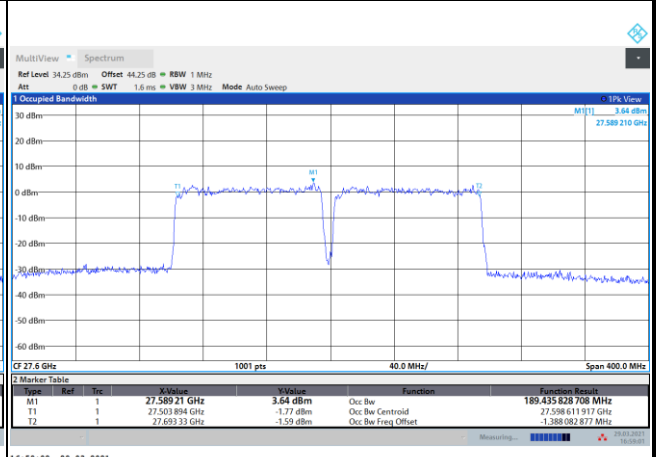 MultiView Spectrum
Ref Level 34.25 dBm Offset 44.25 dB RBW 1 MHz
Att 0 dB SWT 1.6 ms VBW 3 MHz Mode Auto Sweep
1 Occupied Bandwidth 1Pk View
M1[1] 3.64 dBm
27.589 210 GHz
30 dBm
20 dBm
10 dBm
M1
T1 T2
0 dBm
-10 dBm
-20 dBm
-30 dBm
-40 dBm
-50 dBm
-60 dBm
CF 27.6 GHz 1001 pts 40.0 MHz/ Span 400.0 MHz
2 Marker Table
Type Ref Trc X-Value Y-Value Function Function Result
M1 1 27.589 21 GHz 3.64 dBm Occ Bw 189.435 828 708 MHz
T1 1 27.503 894 GHz -1.77 dBm Occ Bw Centroid 27.598 611 917 GHz
T2 1 27.693 33 GHz -1.59 dBm Occ Bw Freq Offset -1.388 082 877 MHz
Measuring... 29.03.2021
16:59:01